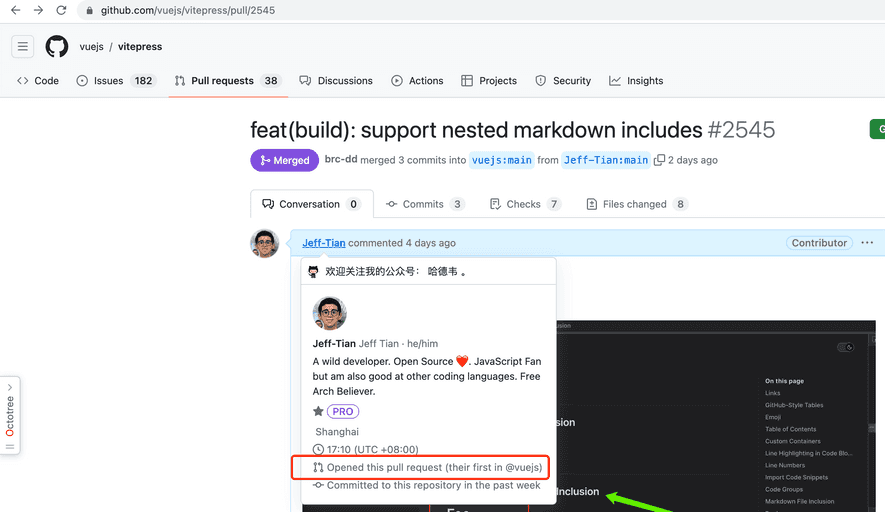 github.com/vuejs/vitepress/pull/2545
vuejs / vitepress
Code Issues 182 Pull requests 38 Discussions Actions Projects Security Insights
feat(build): support nested markdown includes #2545
Merged brc-dd merged 3 commits into vuejs:main from Jeff-Tian:main 2 days ago
Conversation 0 Commits 3 Checks 7 Files changed 8
Jeff-Tian commented 4 days ago Contributor
欢迎关注我的公众号: 哈德韦 。
Jeff-Tian Jeff Tian · he/him
A wild developer. Open Source ❤️. JavaScript Fan
but am also good at other coding languages. Free
Arch Believer.
PRO
Shanghai
17:10 (UTC +08:00)
Opened this pull request (their first in @vuejs)
Committed to this repository in the past week
Octotree
On this page
Links
GitHub-Style Tables
Emoji
Table of Contents
Custom Containers
Line Highlighting in Code Blo...
Line Numbers
Import Code Snippets
Code Groups
Markdown File Inclusion
Inclusion